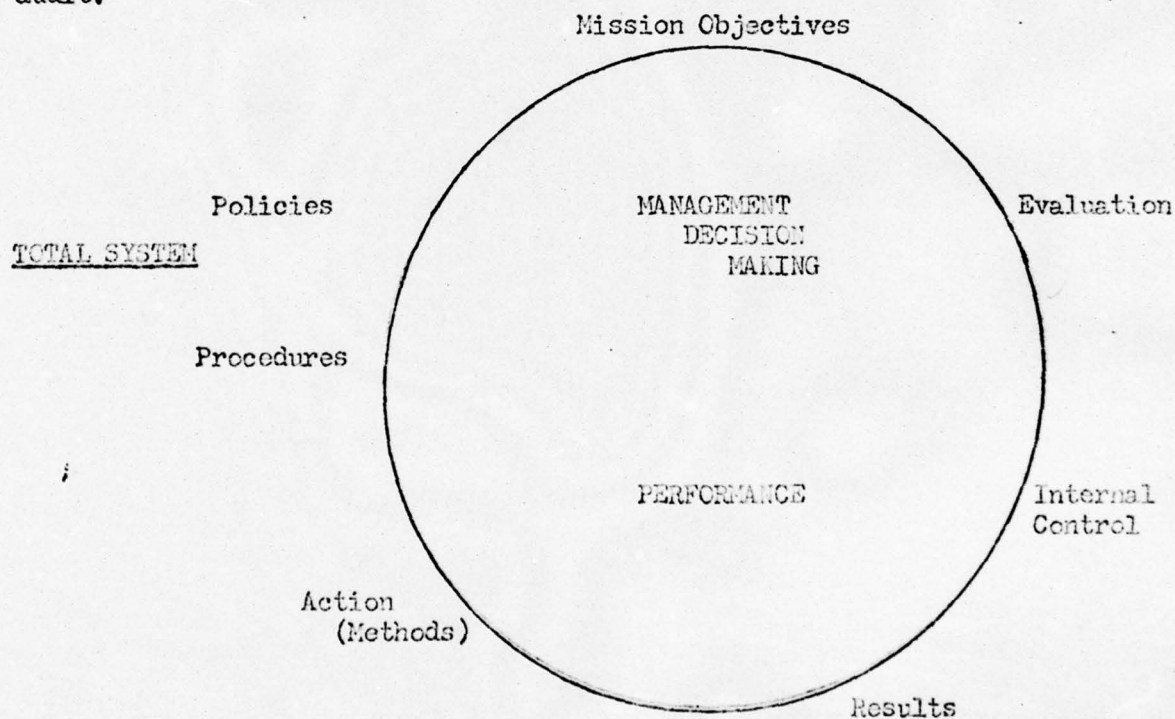 Mission Objectives
Policies
MANAGEMENT
DECISION
MAKING
Evaluation
TOTAL SYSTEM
Procedures
PERFORMANCE
Internal
Control
Action
(Methods)
Results